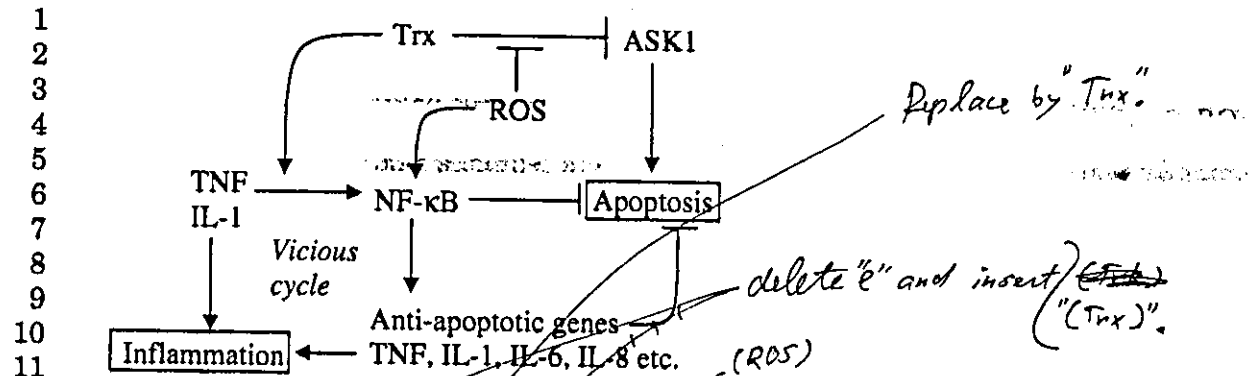 1
Trx ASK1
2
3
Replace by "Trx".
ROS
4
5
6
TNF NF-κB Apoptosis
7
IL-1
8
Vicious
9
cycle
delete "e" and insert
"(Trx)".
10
Anti-apoptotic genes
11
Inflammation TNF, IL-1, IL-6, IL-8 etc.
(ROS)